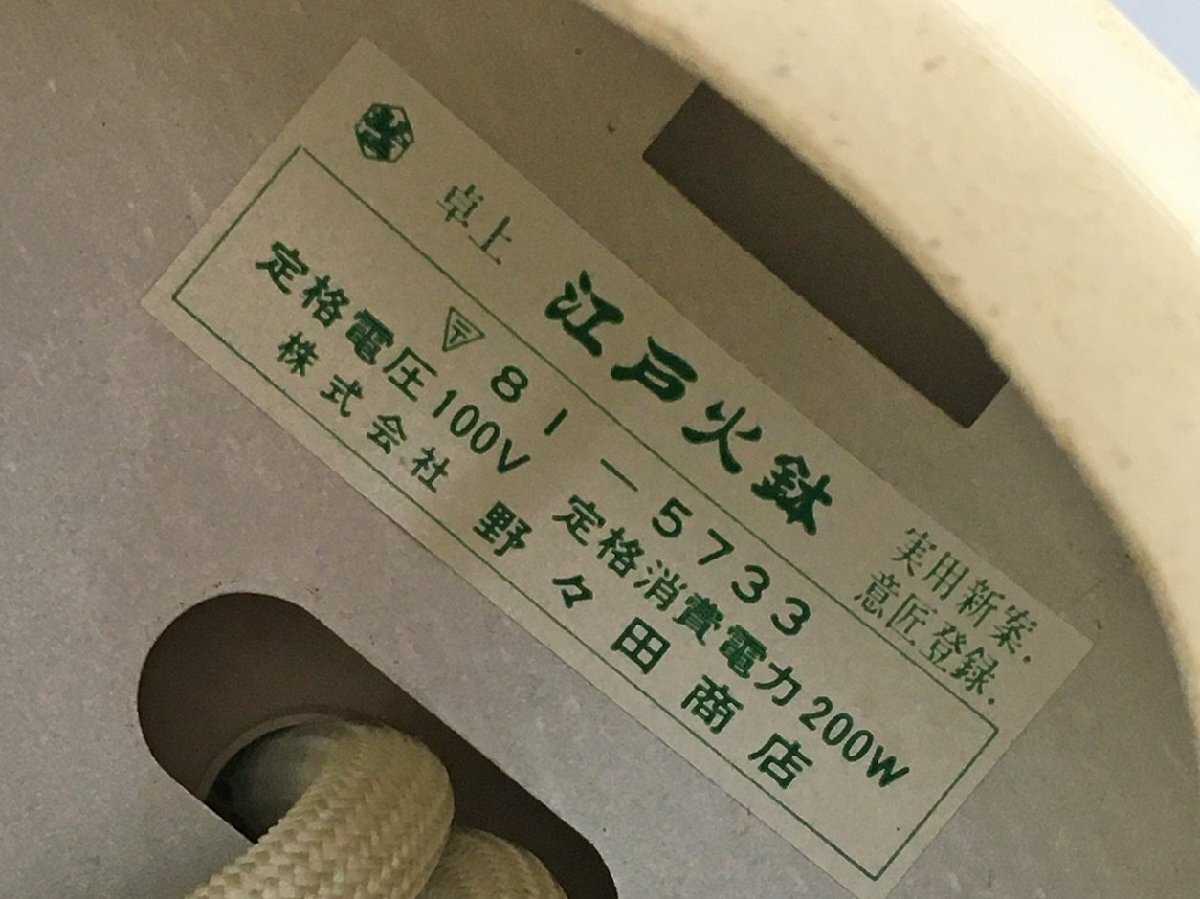 卓上 江戸火鉢
実用新案.
意匠登録.
〒 81-5733
定格電圧100V 定格消費電力200W
株式会社 野々田商店